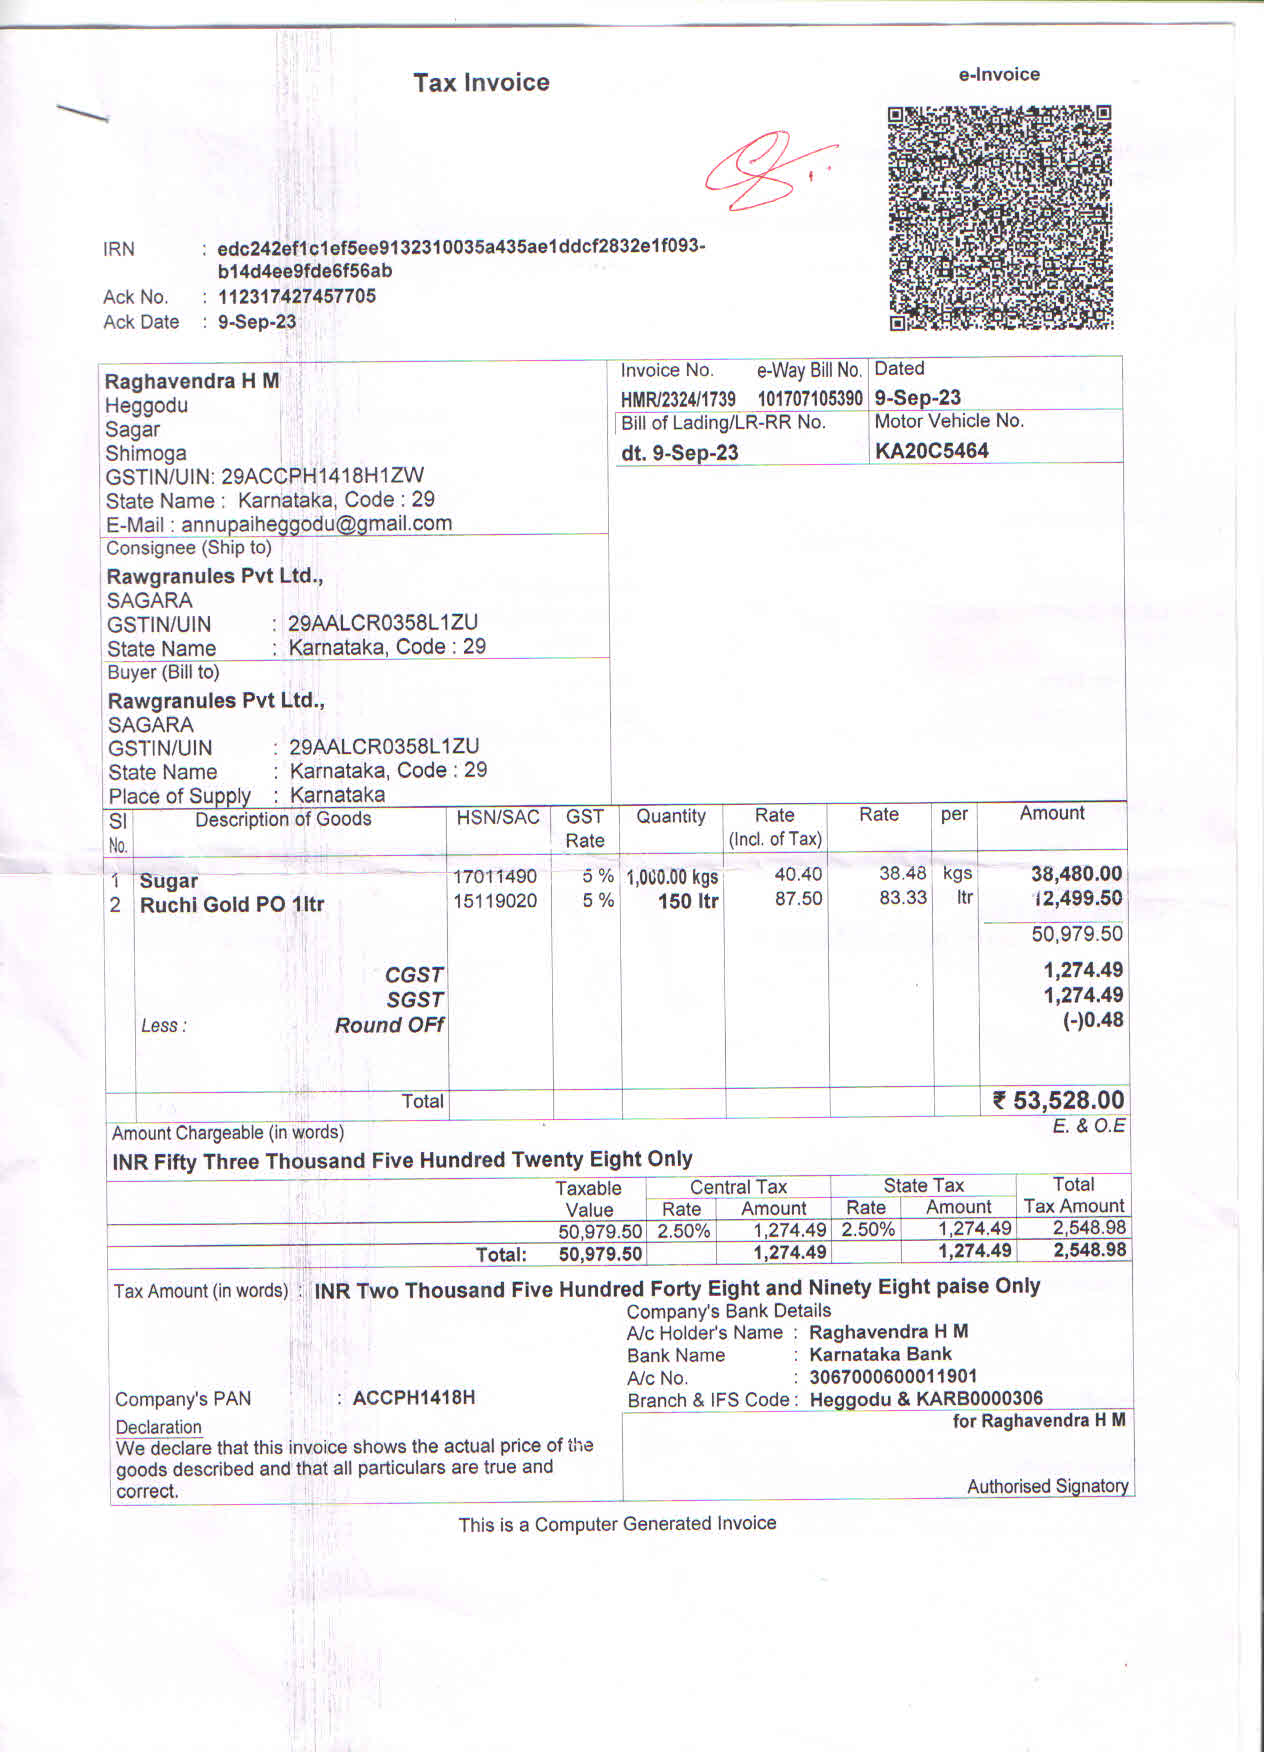 Tax Invoice
e-Invoice
IRN : edc242ef1c1ef5ee9132310035a435ae1ddcf2832e1f093-
b14d4ee9fde6f56ab
Ack No. : 112317427457705
Ack Date : 9-Sep-23
Raghavendra H M
Heggodu
Sagar
Shimoga
GSTIN/UIN: 29ACCPH1418H1ZW
State Name : Karnataka, Code : 29
E-Mail : annupaiheggodu@gmail.com
Invoice No. e-Way Bill No. Dated
HMR/2324/1739 101707105390 9-Sep-23
Bill of Lading/LR-RR No. Motor Vehicle No.
dt. 9-Sep-23 KA20C5464
Consignee (Ship to)
Rawgranules Pvt Ltd.,
SAGARA
GSTIN/UIN : 29AALCR0358L1ZU
State Name : Karnataka, Code : 29
Buyer (Bill to)
Rawgranules Pvt Ltd.,
SAGARA
GSTIN/UIN : 29AALCR0358L1ZU
State Name : Karnataka, Code : 29
Place of Supply : Karnataka
Sl Description of Goods HSN/SAC GST Quantity Rate Rate per Amount
No. Rate (Incl. of Tax)
1 Sugar 17011490 5 % 1,000.00 kgs 40.40 38.48 kgs 38,480.00
2 Ruchi Gold PO 1ltr 15119020 5 % 150 ltr 87.50 83.33 ltr 12,499.50
50,979.50
CGST 1,274.49
SGST 1,274.49
Less : Round OFf (-)0.48
Total ₹ 53,528.00
Amount Chargeable (in words) E. & O.E
INR Fifty Three Thousand Five Hundred Twenty Eight Only
Taxable Central Tax State Tax Total
Value Rate Amount Rate Amount Tax Amount
50,979.50 2.50% 1,274.49 2.50% 1,274.49 2,548.98
Total: 50,979.50 1,274.49 1,274.49 2,548.98
Tax Amount (in words) : INR Two Thousand Five Hundred Forty Eight and Ninety Eight paise Only
Company's Bank Details
A/c Holder's Name : Raghavendra H M
Bank Name : Karnataka Bank
A/c No. : 3067000600011901
Company's PAN : ACCPH1418H
Branch & IFS Code : Heggodu & KARB0000306
Declaration
We declare that this invoice shows the actual price of the
goods described and that all particulars are true and
correct.
for Raghavendra H M
Authorised Signatory
This is a Computer Generated Invoice